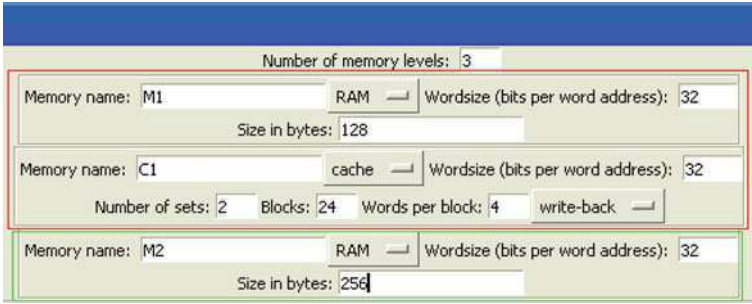 Number of memory levels: 3
Memory name: M1 RAM Wordsize (bits per word address): 32
Size in bytes: 128
Memory name: C1 cache Wordsize (bits per word address): 32
Number of sets: 2 Blocks: 24 Words per block: 4 write-back
Memory name: M2 RAM Wordsize (bits per word address): 32
Size in bytes: 256